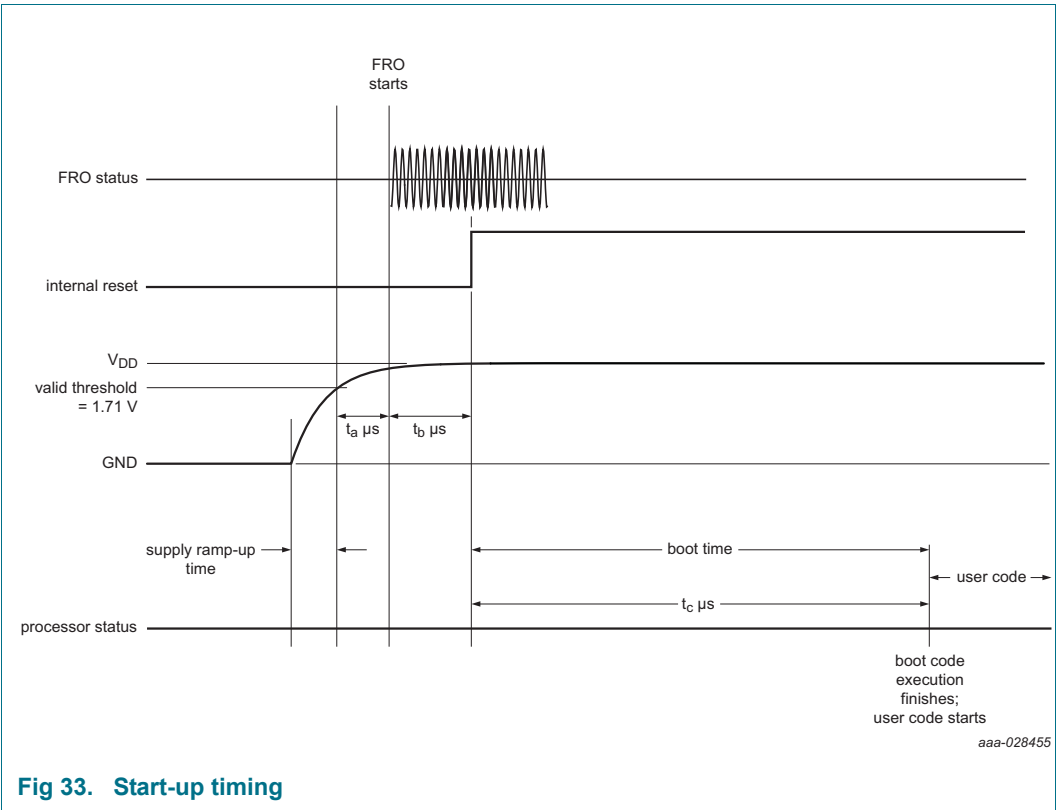 FRO
starts
FRO status
internal reset
VDD
valid threshold
= 1.71 V
ta μs
tb μs
GND
supply ramp-up
time
boot time
user code
tc μs
processor status
boot code
execution
finishes;
user code starts
aaa-028455
Fig 33. Start-up timing